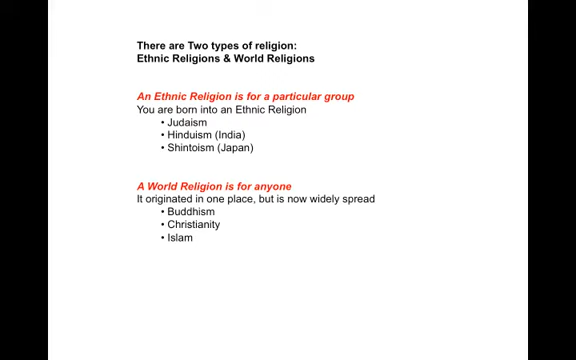 There are Two types of religion:
Ethnic Religions & World Religions
An Ethnic Religion is for a particular group
You are born into an Ethnic Religion
• Judaism
• Hinduism (India)
• Shintoism (Japan)
A World Religion is for anyone
It originated in one place, but is now widely spread
• Buddhism
• Christianity
• Islam